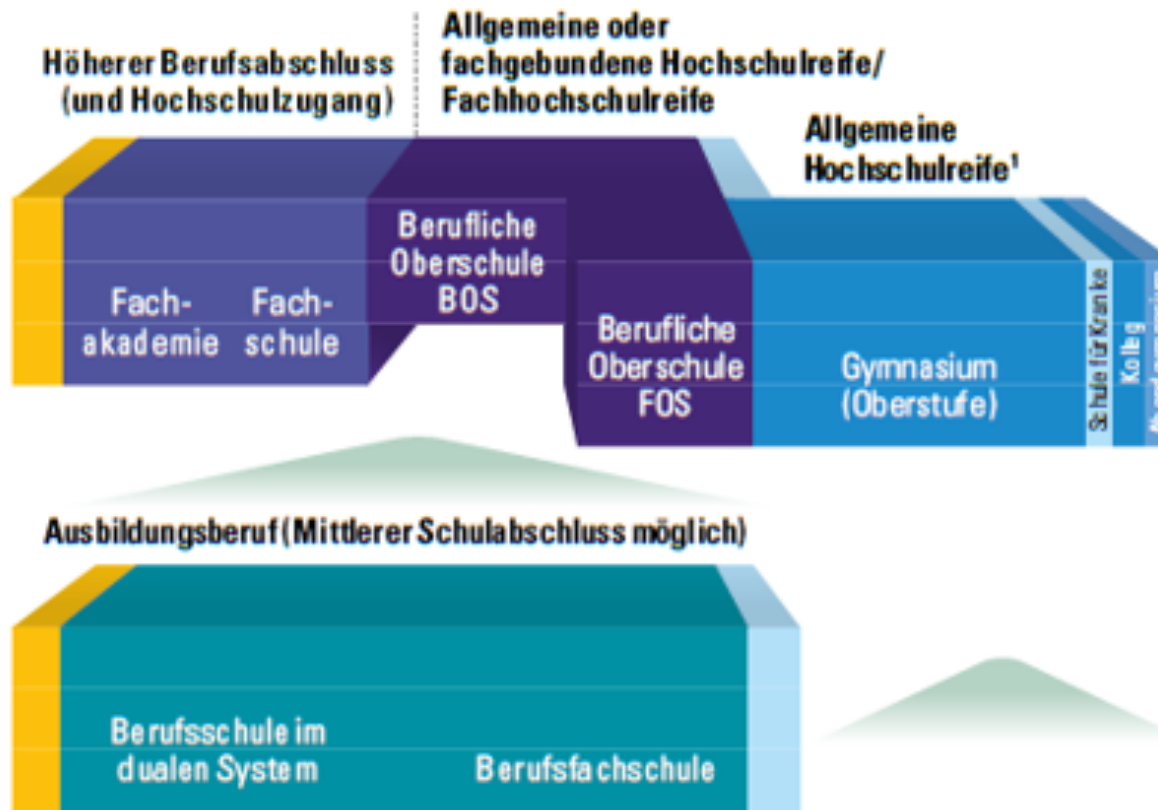 Höherer Berufsabschluss
(und Hochschulzugang)
Allgemeine oder
fachgebundene Hochschulreife/
Fachhochschulreife
Allgemeine
Hochschulreife¹
Fach-
akademie
Fach-
schule
Berufliche
Oberschule
BOS
Berufliche
Oberschule
FOS
Gymnasium
(Oberstufe)
Schule für Kranke
Kolleg
Ausbildungsberuf (Mittlerer Schulabschluss möglich)
Berufsschule im
dualen System
Berufsfachschule